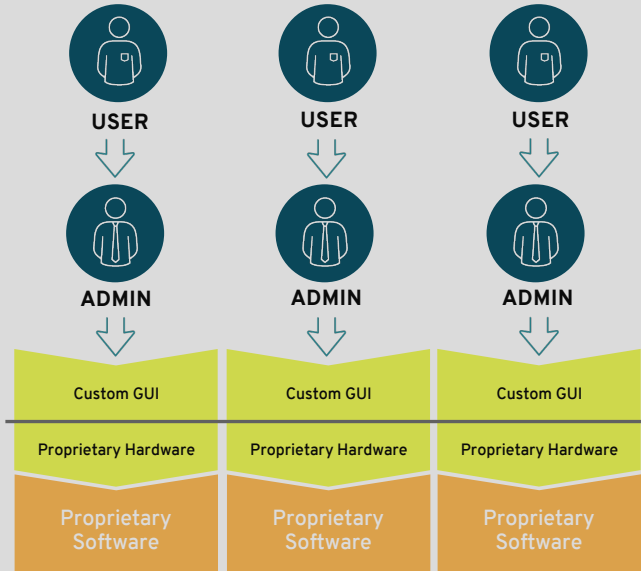 USER USER USER
ADMIN ADMIN ADMIN
Custom GUI Custom GUI Custom GUI
Proprietary Hardware Proprietary Hardware Proprietary Hardware
Proprietary Proprietary Proprietary
Software Software Software